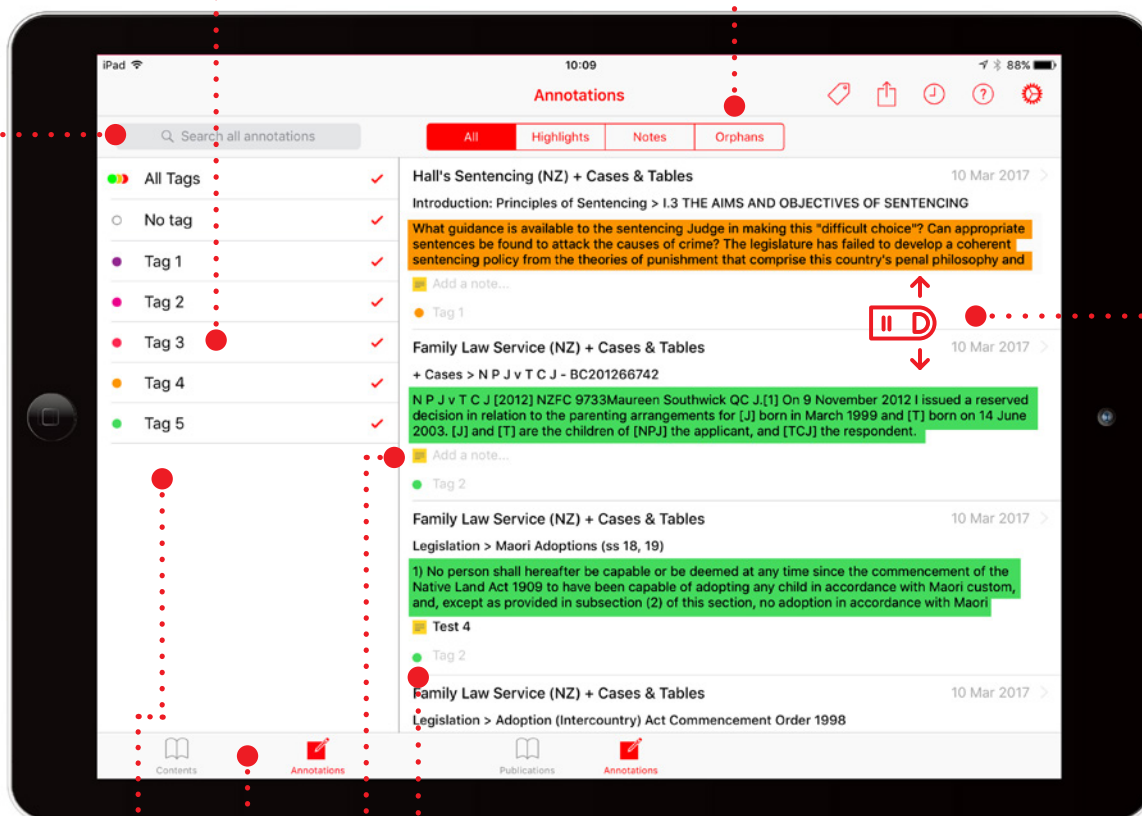 iPad
10:09
88%
Annotations
Search all annotations
All
Highlights
Notes
Orphans
All Tags
No tag
Tag 1
Tag 2
Tag 3
Tag 4
Tag 5
Hall's Sentencing (NZ) + Cases & Tables
10 Mar 2017
Introduction: Principles of Sentencing > I.3 THE AIMS AND OBJECTIVES OF SENTENCING
What guidance is available to the sentencing Judge in making this "difficult choice"? Can appropriate
sentences be found to attack the causes of crime? The legislature has failed to develop a coherent
sentencing policy from the theories of punishment that comprise this country's penal philosophy and
Add a note...
Tag 1
Family Law Service (NZ) + Cases & Tables
10 Mar 2017
+ Cases > N P J v T C J - BC201266742
N P J v T C J [2012] NZFC 9733Maureen Southwick QC J.[1] On 9 November 2012 I issued a reserved
decision in relation to the parenting arrangements for [J] born in March 1999 and [T] born on 14 June
2003. [J] and [T] are the children of [NPJ] the applicant, and [TCJ] the respondent.
Add a note...
Tag 2
Family Law Service (NZ) + Cases & Tables
10 Mar 2017
Legislation > Maori Adoptions (ss 18, 19)
1) No person shall hereafter be capable or be deemed at any time since the commencement of the
Native Land Act 1909 to have been capable of adopting any child in accordance with Maori custom,
and, except as provided in subsection (2) of this section, no adoption in accordance with Maori
Test 4
Tag 2
Family Law Service (NZ) + Cases & Tables
10 Mar 2017
Legislation > Adoption (Intercountry) Act Commencement Order 1998
Contents
Annotations
Publications
Annotations